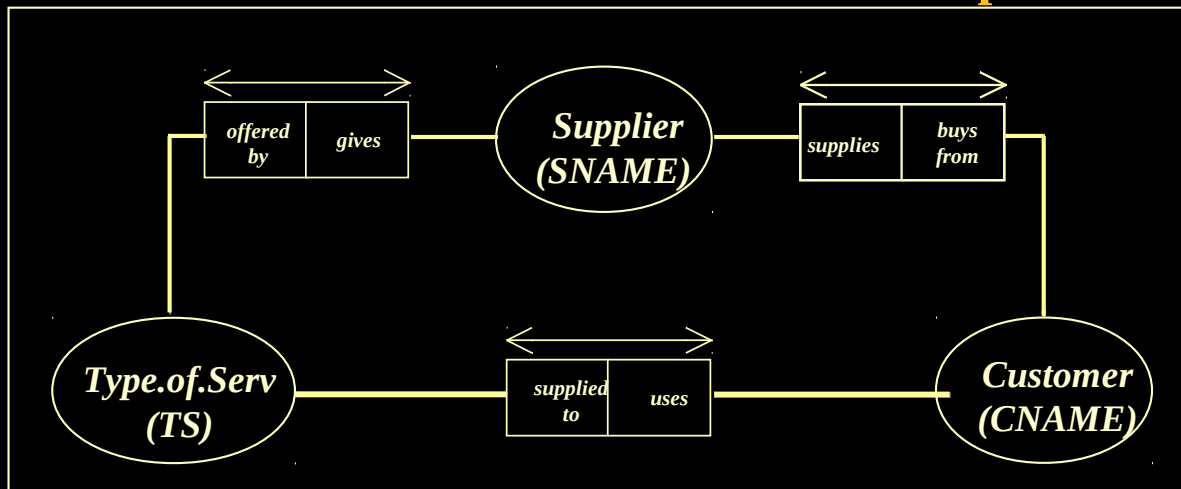 offered
by
gives
Supplier
(SNAME)
supplies
buys
from
Type.of.Serv
(TS)
supplied
to
uses
Customer
(CNAME)